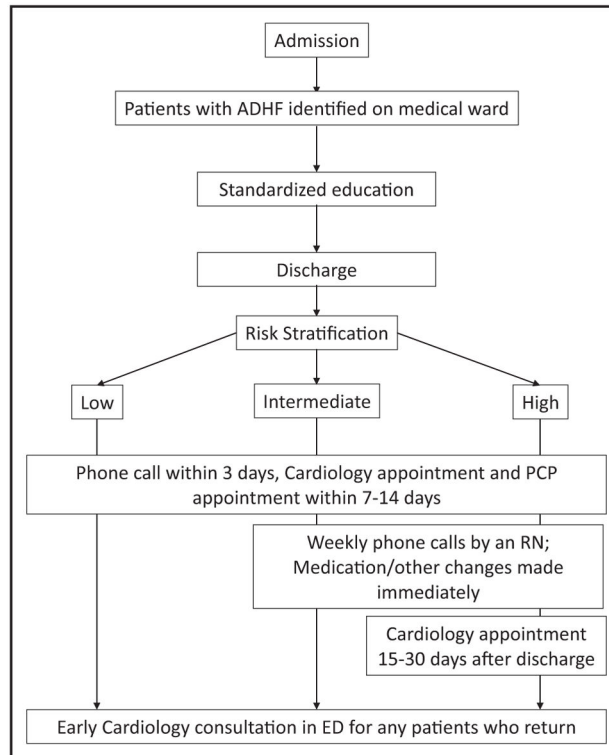 Admission
Patients with ADHF identified on medical ward
Standardized education
Discharge
Risk Stratification
Low
Intermediate
High
Phone call within 3 days, Cardiology appointment and PCP
appointment within 7-14 days
Weekly phone calls by an RN;
Medication/other changes made
immediately
Cardiology appointment
15-30 days after discharge
Early Cardiology consultation in ED for any patients who return